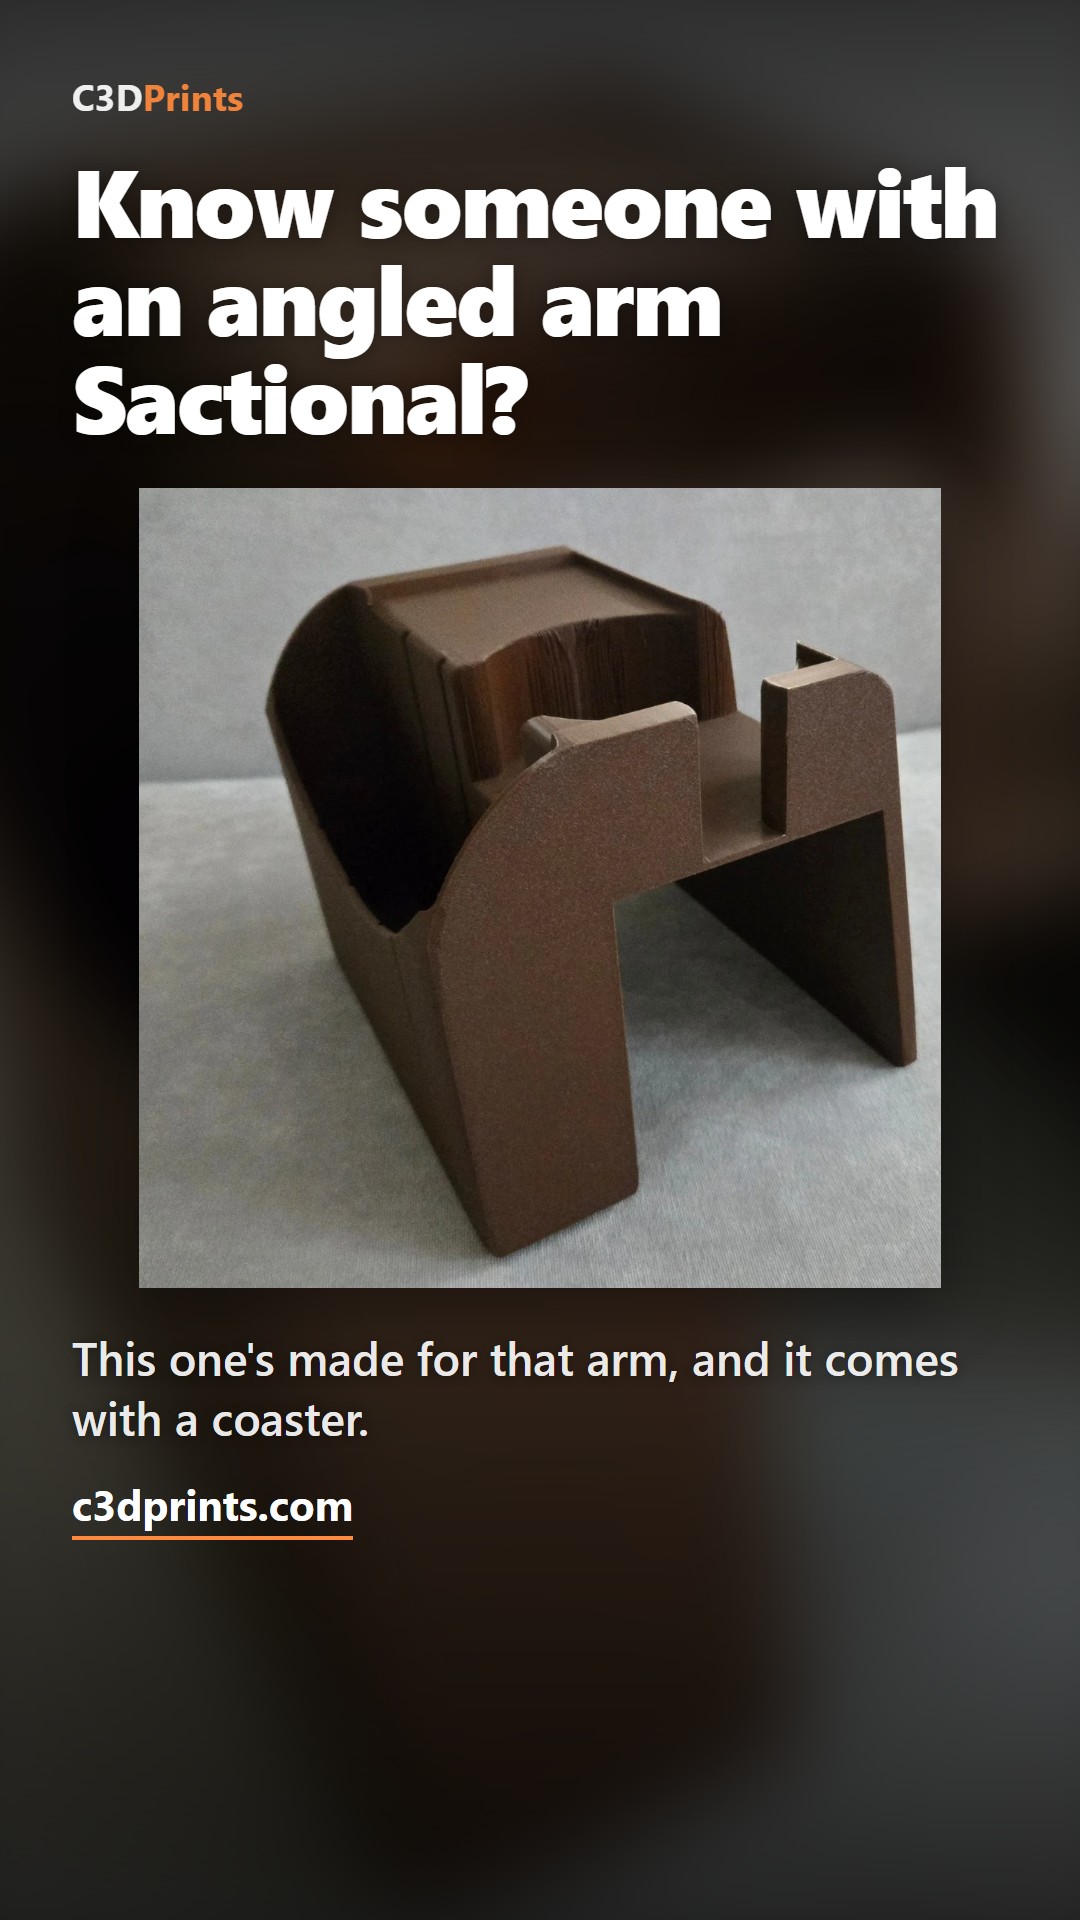 C3DPrints
Know someone with
an angled arm
Sactional?
This one's made for that arm, and it comes
with a coaster.
c3dprints.com